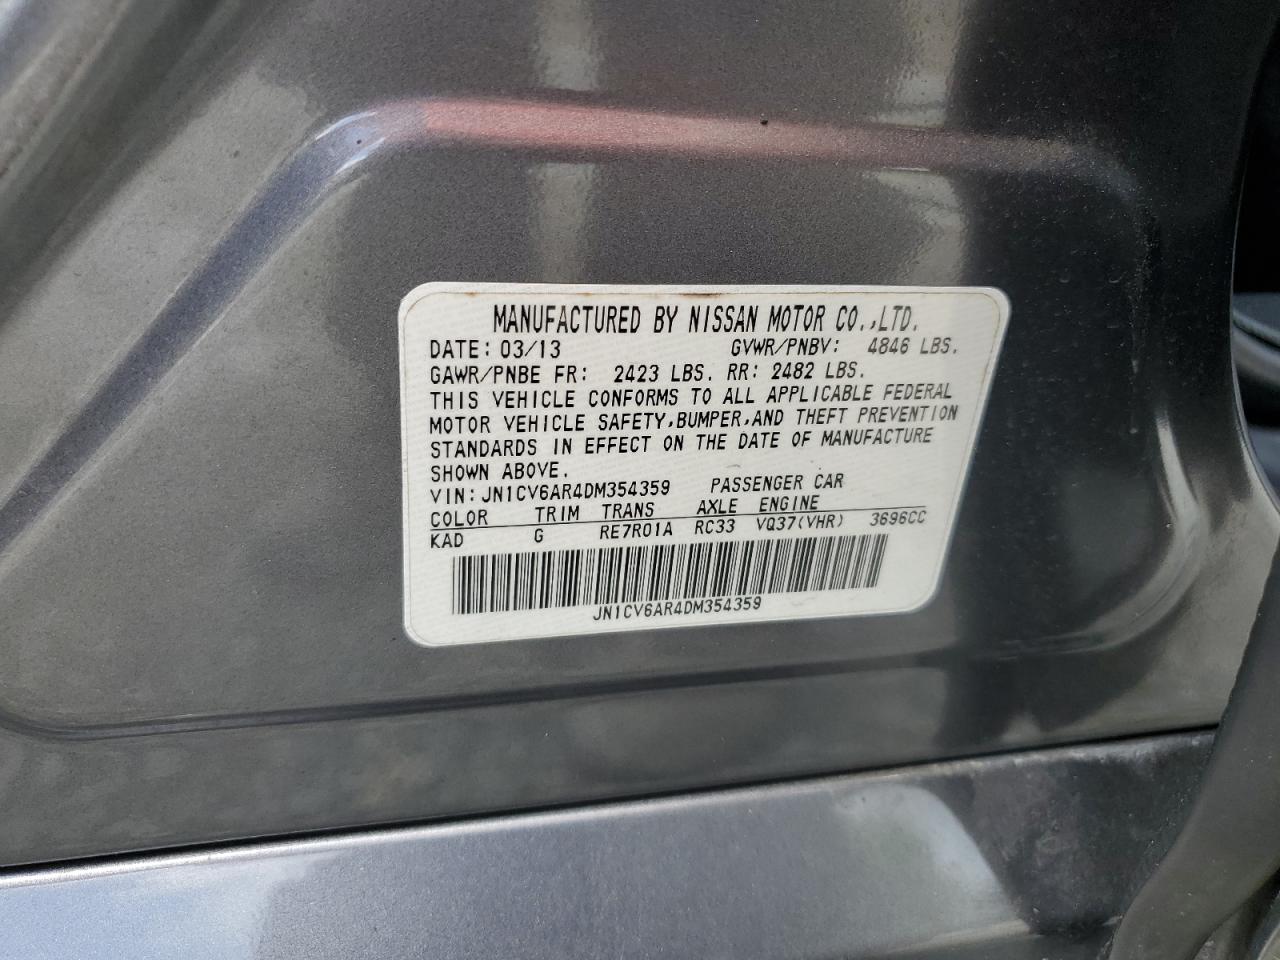 MANUFACTURED BY NISSAN MOTOR CO.,LTD.
DATE: 03/13 GVWR/PNBV: 4846 LBS.
GAWR/PNBE FR: 2423 LBS. RR: 2482 LBS.
THIS VEHICLE CONFORMS TO ALL APPLICABLE FEDERAL
MOTOR VEHICLE SAFETY,BUMPER,AND THEFT PREVENTION
STANDARDS IN EFFECT ON THE DATE OF MANUFACTURE
SHOWN ABOVE.
VIN:JN1CV6AR4DM354359 PASSENGER CAR
COLOR TRIM TRANS AXLE ENGINE
KAD G RE7R01A RC33 VQ37(VHR) 3696CC
JN1CV6AR4DM354359